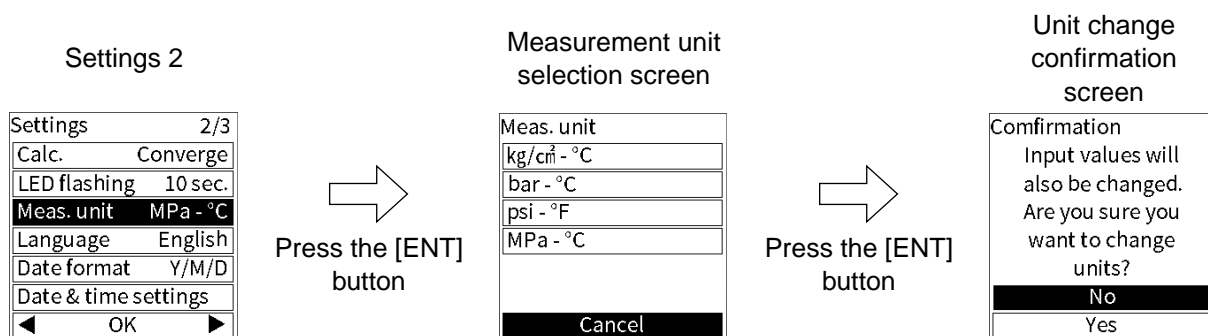 Settings 2
Settings 2/3
Calc. Converge
LED flashing 10 sec.
Meas. unit MPa - °C
Language English
Date format Y/M/D
Date & time settings
◀ OK ▶
Press the [ENT]
button
Measurement unit
selection screen
Meas. unit
kg/cm² - °C
bar - °C
psi - °F
MPa - °C
Cancel
Press the [ENT]
button
Unit change
confirmation
screen
Comfirmation
Input values will
also be changed.
Are you sure you
want to change
units?
No
Yes